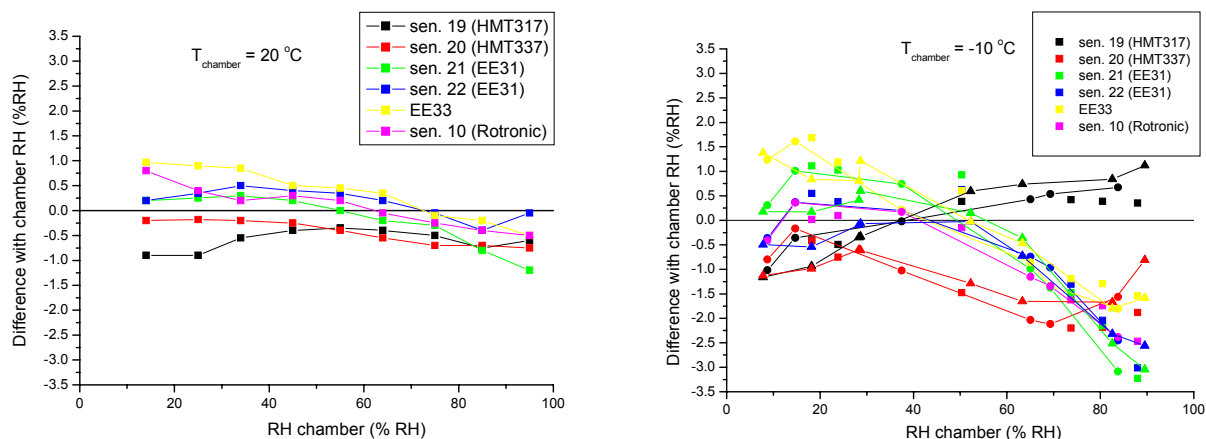 Difference with chamber RH (%RH)
3.5
3.0
2.5
2.0
1.5
1.0
0.5
0.0
-0.5
-1.0
-1.5
-2.0
-2.5
-3.0
-3.5
T chamber = 20 °C
sen. 19 (HMT317)
sen. 20 (HMT337)
sen. 21 (EE31)
sen. 22 (EE31)
EE33
sen. 10 (Rotronic)
0 20 40 60 80 100
RH chamber (% RH)
Difference with chamber RH (%RH)
3.5
3.0
2.5
2.0
1.5
1.0
0.5
0.0
-0.5
-1.0
-1.5
-2.0
-2.5
-3.0
-3.5
T chamber = -10 °C
sen. 19 (HMT317)
sen. 20 (HMT337)
sen. 21 (EE31)
sen. 22 (EE31)
EE33
sen. 10 (Rotronic)
0 20 40 60 80 100
RH chamber (% RH)